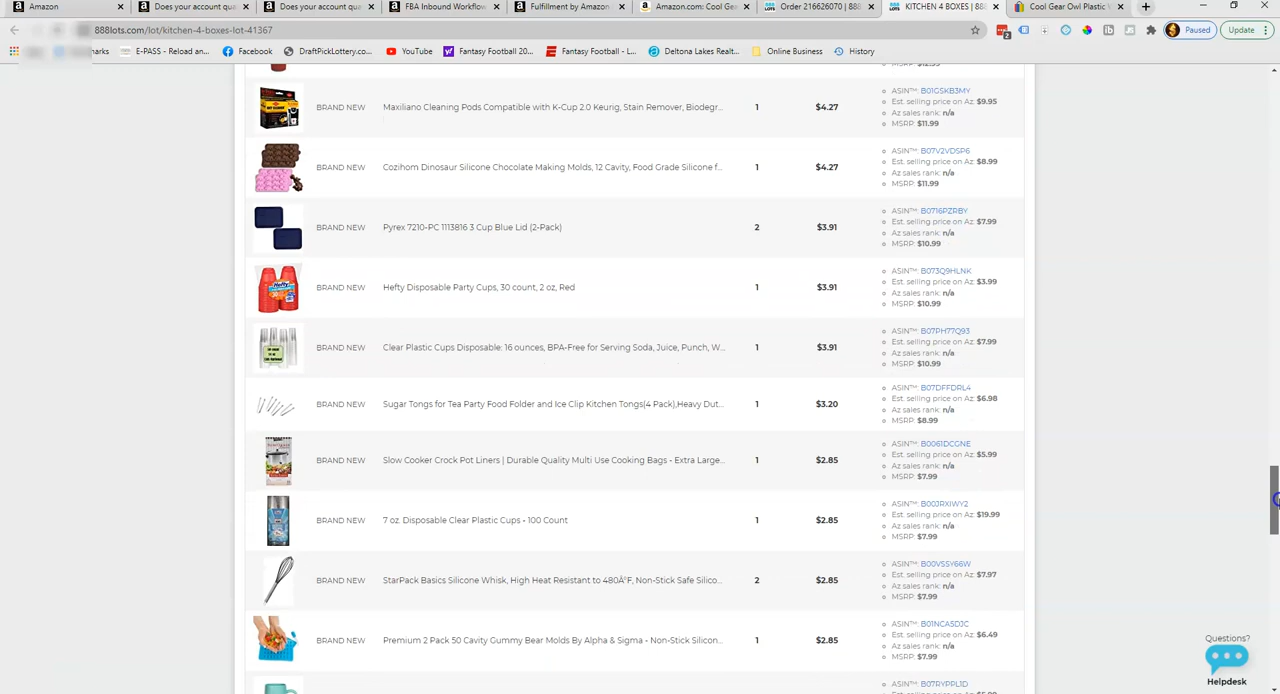 Amazon
Does your account qu
Does your account qu
FBA Inbound Workflow
Fulfillment by Amazon
Amazon.com: Cool Gea
Order 216626070 | 888
KITCHEN 4 BOXES | 888
Cool Gear Owl Plastic
888lots.com/lot/kitchen-4-boxes-lot-41367
Paused
Update
E-PASS - Reload an...
Facebook
DraftPickLottery.co...
YouTube
Fantasy Football 20...
Fantasy Football - L...
Deltona Lakes Realt...
Online Business
History
MSRP: $12.99
BRAND NEW
Maxiliano Cleaning Pods Compatible with K-Cup 2.0 Keurig, Stain Remover, Biodegr...
1
$4.27
ASIN™: B01GSKB3MY
Est. selling price on Az: $9.95
Az sales rank: n/a
MSRP: $11.99
BRAND NEW
Cozihom Dinosaur Silicone Chocolate Making Molds, 12 Cavity, Food Grade Silicone f...
1
$4.27
ASIN™: B07V2VDSP6
Est. selling price on Az: $8.99
Az sales rank: n/a
MSRP: $11.99
BRAND NEW
Pyrex 7210-PC 1113816 3 Cup Blue Lid (2-Pack)
2
$3.91
ASIN™: B0716PZRBY
Est. selling price on Az: $7.99
Az sales rank: n/a
MSRP: $10.99
BRAND NEW
Hefty Disposable Party Cups, 30 count, 2 oz, Red
1
$3.91
ASIN™: B073Q9HLNK
Est. selling price on Az: $3.99
Az sales rank: n/a
MSRP: $10.99
BRAND NEW
Clear Plastic Cups Disposable: 16 ounces, BPA-Free for Serving Soda, Juice, Punch, W...
1
$3.91
ASIN™: B07PH77Q93
Est. selling price on Az: $7.99
Az sales rank: n/a
MSRP: $10.99
BRAND NEW
Sugar Tongs for Tea Party Food Folder and Ice Clip Kitchen Tongs(4 Pack),Heavy Dut...
1
$3.20
ASIN™: B07DFFDRL4
Est. selling price on Az: $6.98
Az sales rank: n/a
MSRP: $8.99
BRAND NEW
Slow Cooker Crock Pot Liners | Durable Quality Multi Use Cooking Bags - Extra Large...
1
$2.85
ASIN™: B0061DCGNE
Est. selling price on Az: $5.99
Az sales rank: n/a
MSRP: $7.99
BRAND NEW
7 oz. Disposable Clear Plastic Cups - 100 Count
1
$2.85
ASIN™: B00JRXIWY2
Est. selling price on Az: $19.99
Az sales rank: n/a
MSRP: $7.99
BRAND NEW
StarPack Basics Silicone Whisk, High Heat Resistant to 480Â°F, Non-Stick Safe Silico...
2
$2.85
ASIN™: B00VSSY66W
Est. selling price on Az: $7.97
Az sales rank: n/a
MSRP: $7.99
BRAND NEW
Premium 2 Pack 50 Cavity Gummy Bear Molds By Alpha & Sigma - Non-Stick Silicon...
1
$2.85
ASIN™: B01NCA5DJC
Est. selling price on Az: $6.49
Az sales rank: n/a
MSRP: $7.99
ASIN™: B07RYPPL1D
Questions?
Helpdesk